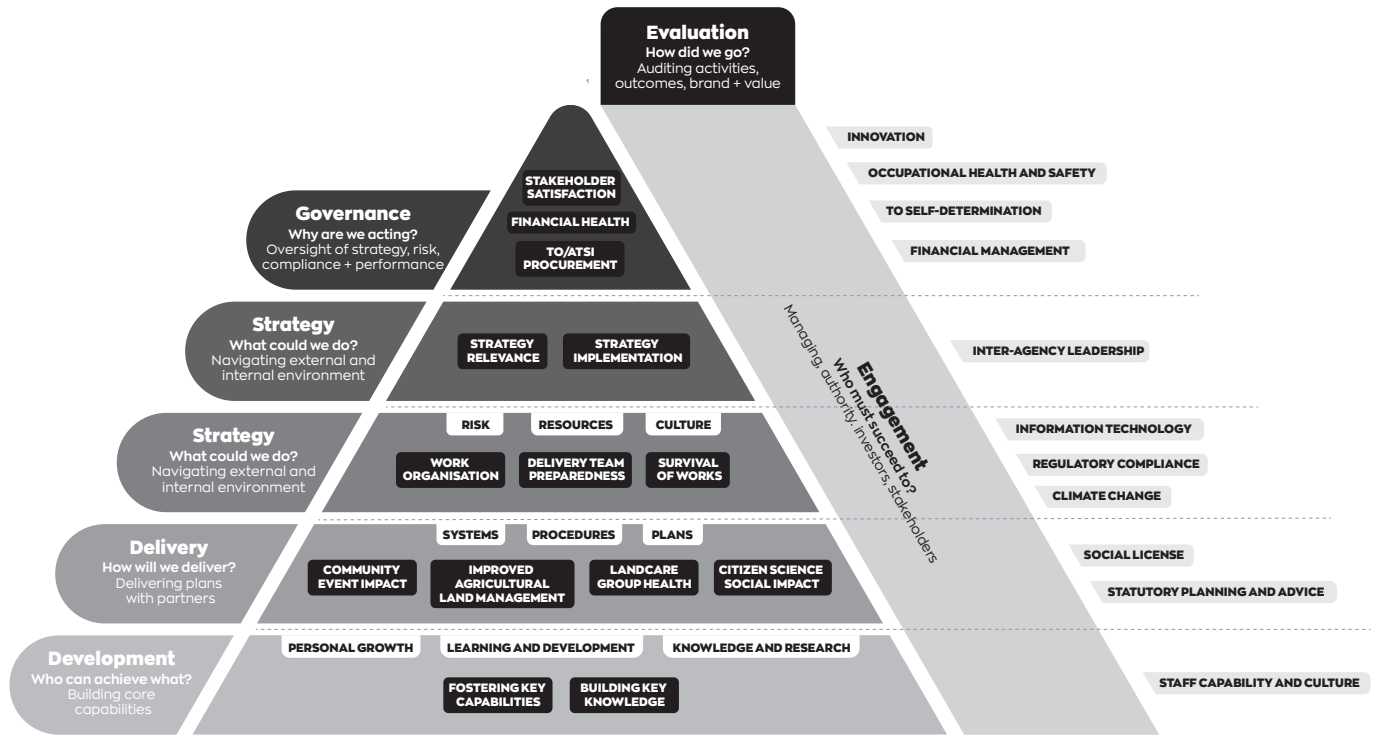 Evaluation
How did we go?
Auditing activities,
outcomes, brand + value
Governance
Why are we acting?
Oversight of strategy, risk,
compliance + performance
STAKEHOLDER
SATISFACTION
FINANCIAL HEALTH
TO/ATSI
PROCUREMENT
INNOVATION
OCCUPATIONAL HEALTH AND SAFETY
TO SELF-DETERMINATION
FINANCIAL MANAGEMENT
Strategy
What could we do?
Navigating external and
internal environment
STRATEGY
RELEVANCE
STRATEGY
IMPLEMENTATION
INTER-AGENCY LEADERSHIP
Engagement
Who must succeed to?
Managing, authority, investors, stakeholders
Strategy
What could we do?
Navigating external and
internal environment
RISK
RESOURCES
CULTURE
WORK
ORGANISATION
DELIVERY TEAM
PREPAREDNESS
SURVIVAL
OF WORKS
INFORMATION TECHNOLOGY
REGULATORY COMPLIANCE
CLIMATE CHANGE
Delivery
How will we deliver?
Delivering plans
with partners
SYSTEMS
PROCEDURES
PLANS
COMMUNITY
EVENT IMPACT
IMPROVED
AGRICULTURAL
LAND MANAGEMENT
LANDCARE
GROUP HEALTH
CITIZEN SCIENCE
SOCIAL IMPACT
SOCIAL LICENSE
STATUTORY PLANNING AND ADVICE
Development
Who can achieve what?
Building core
capabilities
PERSONAL GROWTH
LEARNING AND DEVELOPMENT
KNOWLEDGE AND RESEARCH
FOSTERING KEY
CAPABILITIES
BUILDING KEY
KNOWLEDGE
STAFF CAPABILITY AND CULTURE